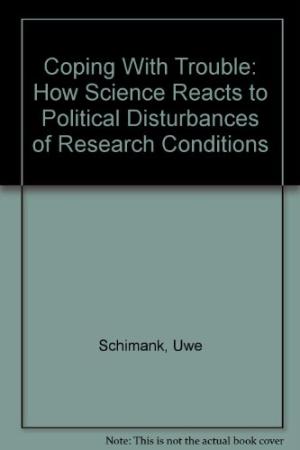 Coping With Trouble:
How Science Reacts to
Political Disturbances
of Research Conditions
Schimank, Uwe
Note: This is not the actual book cover